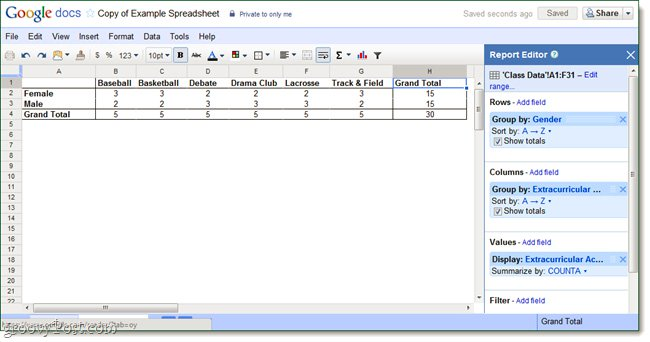 Google docs Copy of Example Spreadsheet Private to only me Saved seconds ago Saved Share
File Edit View Insert Format Data Tools Help
$ % 123 10pt B Abc A Σ
A B C D E F G H
1 Baseball Basketball Debate Drama Club Lacrosse Track & Field Grand Total
2 Female 3 3 2 2 2 3 15
3 Male 2 2 3 3 3 2 15
4 Grand Total 5 5 5 5 5 5 30
5
6
7
8
9
10
11
12
13
14
15
16
17
18
19
20
21
22
Report Editor
'Class Data'!A1:F31 – Edit
range...
Rows - Add field
Group by: Gender
Sort by: A → Z
Show totals
Columns - Add field
Group by: Extracurricular ...
Sort by: A → Z
Show totals
Values - Add field
Display: Extracurricular Ac...
Summarize by: COUNTA
Filter - Add field
Grand Total
groovyPost.com